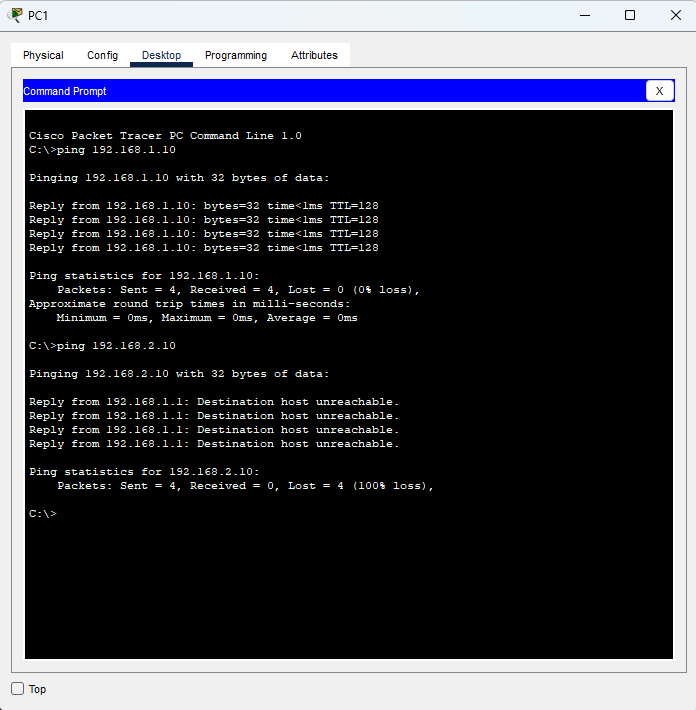 PC1
Physical Config Desktop Programming Attributes
Command Prompt
X
Cisco Packet Tracer PC Command Line 1.0
C:\>ping 192.168.1.10
Pinging 192.168.1.10 with 32 bytes of data:
Reply from 192.168.1.10: bytes=32 time<1ms TTL=128
Reply from 192.168.1.10: bytes=32 time<1ms TTL=128
Reply from 192.168.1.10: bytes=32 time<1ms TTL=128
Reply from 192.168.1.10: bytes=32 time<1ms TTL=128
Ping statistics for 192.168.1.10:
    Packets: Sent = 4, Received = 4, Lost = 0 (0% loss),
Approximate round trip times in milli-seconds:
    Minimum = 0ms, Maximum = 0ms, Average = 0ms
C:\>ping 192.168.2.10
Pinging 192.168.2.10 with 32 bytes of data:
Reply from 192.168.1.1: Destination host unreachable.
Reply from 192.168.1.1: Destination host unreachable.
Reply from 192.168.1.1: Destination host unreachable.
Reply from 192.168.1.1: Destination host unreachable.
Ping statistics for 192.168.2.10:
    Packets: Sent = 4, Received = 0, Lost = 4 (100% loss),
C:\>
Top